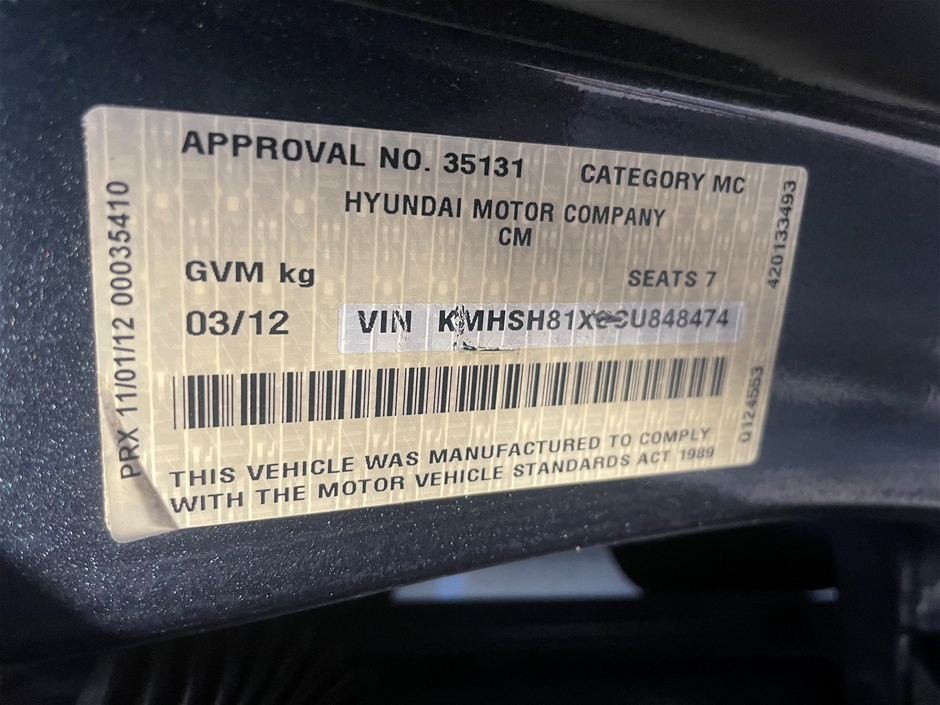 APPROVAL NO. 35131 CATEGORY MC
HYUNDAI MOTOR COMPANY
CM
GVM kg SEATS 7
03/12 VIN
THIS VEHICLE WAS MANUFACTURED TO COMPLY
WITH THE MOTOR VEHICLE STANDARDS ACT 1989
PRX 11/01/12 00035410
420133493
Q124553